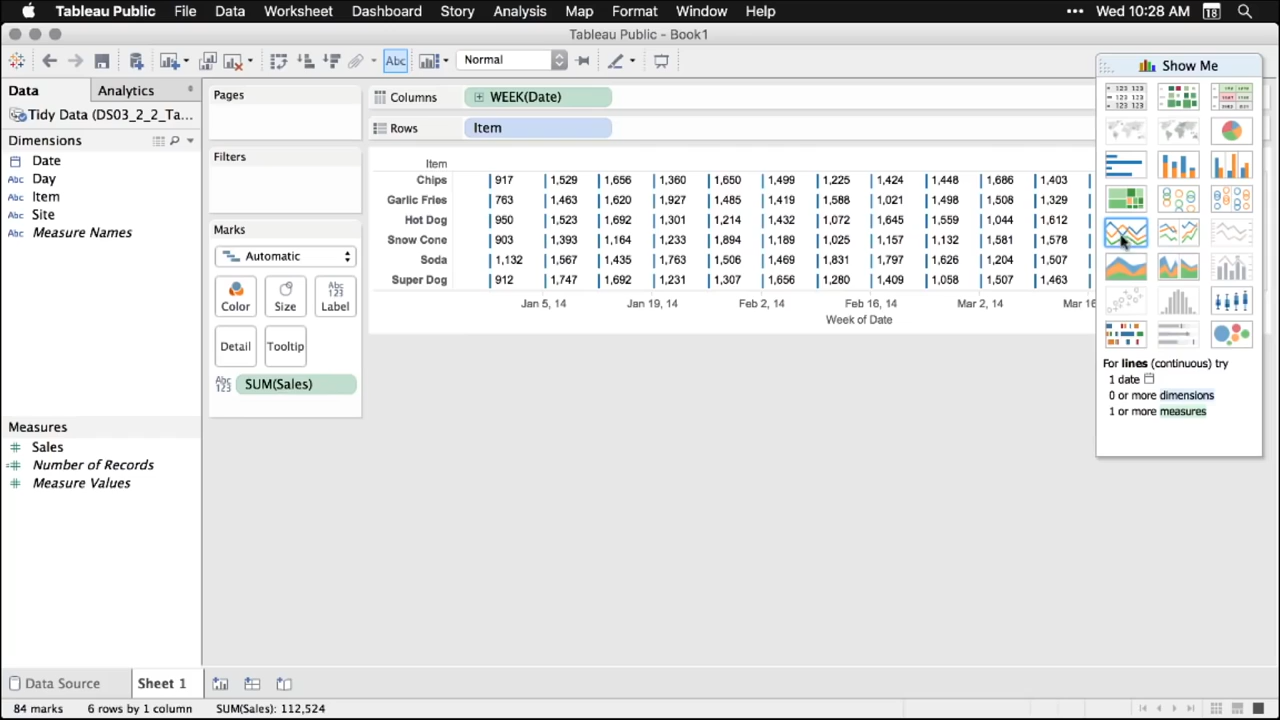 Tableau Public File Data Worksheet Dashboard Story Analysis Map Format Window Help ••• Wed 10:28 AM 18
Tableau Public - Book1
Abc Normal
Show Me
Data Analytics
Tidy Data (DS03_2_2_Ta...
Dimensions
Date
Abc Day
Abc Item
Abc Site
Abc Measure Names
Measures
Sales
Number of Records
Measure Values
Pages
Filters
Marks
Automatic
Color Size Abc 123 Label
Detail Tooltip
Abc 123 SUM(Sales)
Columns WEEK(Date)
Rows Item
Item
Chips 917 1,529 1,656 1,360 1,650 1,499 1,225 1,424 1,448 1,686 1,403
Garlic Fries 763 1,463 1,620 1,927 1,485 1,419 1,588 1,021 1,498 1,508 1,329
Hot Dog 950 1,523 1,692 1,301 1,214 1,432 1,072 1,645 1,559 1,044 1,612
Snow Cone 903 1,393 1,164 1,233 1,894 1,189 1,025 1,157 1,132 1,581 1,578
Soda 1,132 1,567 1,435 1,763 1,506 1,469 1,831 1,797 1,626 1,204 1,507
Super Dog 912 1,747 1,692 1,231 1,307 1,656 1,280 1,409 1,058 1,507 1,463
Jan 5, 14 Jan 19, 14 Feb 2, 14 Feb 16, 14 Mar 2, 14 Mar 16
Week of Date
For lines (continuous) try
1 date
0 or more dimensions
1 or more measures
Data Source Sheet 1
84 marks 6 rows by 1 column SUM(Sales): 112,524